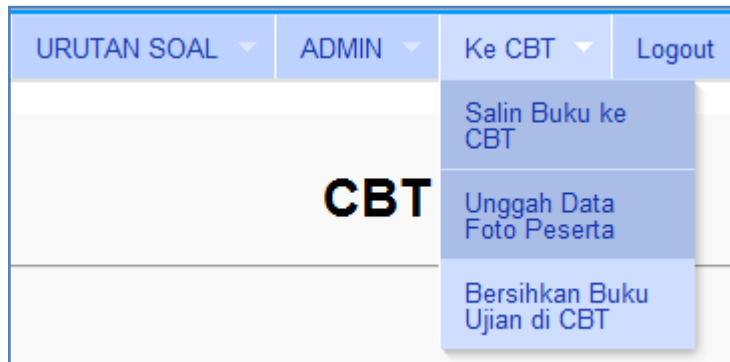 URUTAN SOAL ADMIN Ke CBT Logout
Salin Buku ke
CBT
CBT
Unggah Data
Foto Peserta
Bersihkan Buku
Ujian di CBT